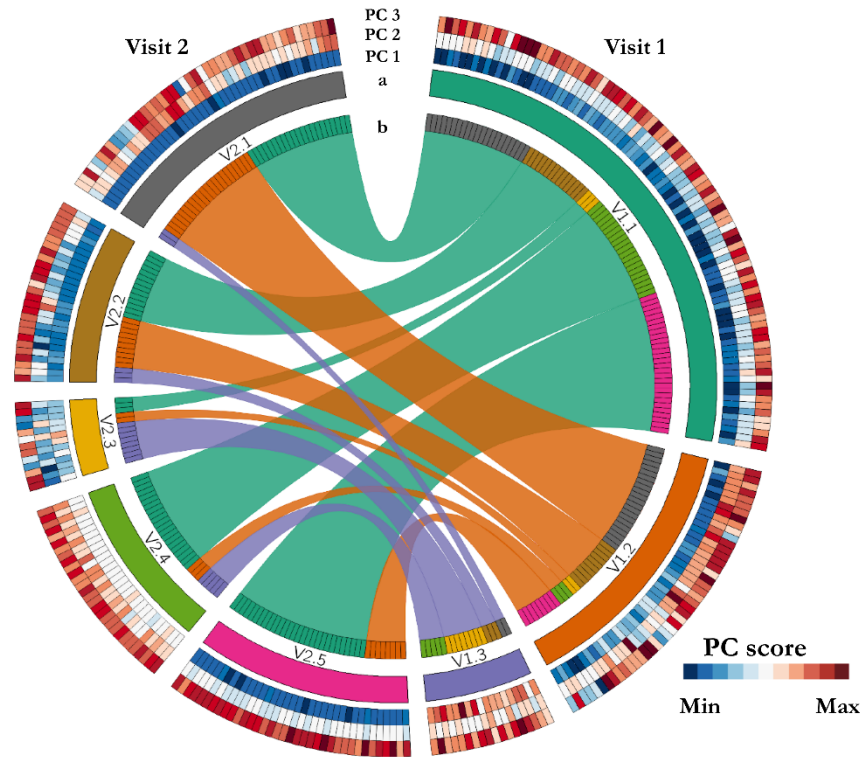 PC 3
PC 2
Visit 2
Visit 1
PC 1
a
b
V2.1
V1.1
V2.2
V2.3
V2.4
V1.2
V2.5
V1.3
PC score
Min
Max